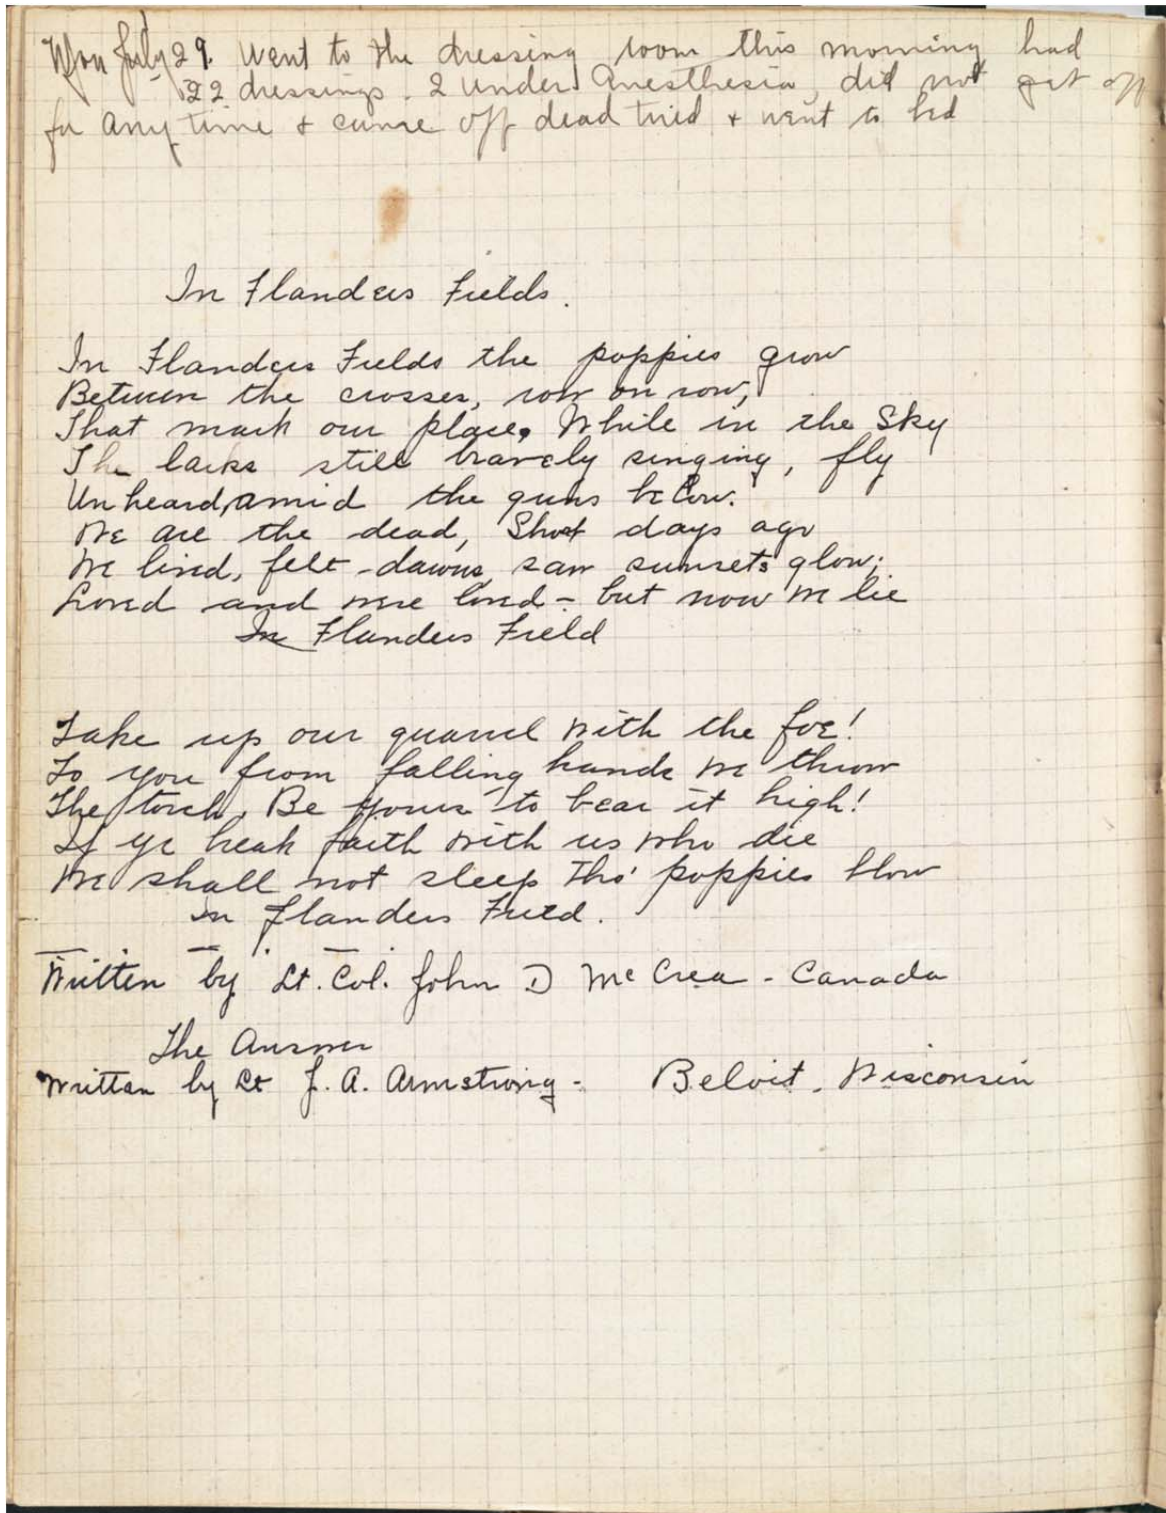 Mon July 29. Went to the dressing room this morning had
22 dressings. 2 under Anesthesia, did not get off
for any time & came off dead tired & went to bed
In Flanders Fields.
In Flanders Fields the poppies grow
Between the crosses, row on row,
That mark our place. While in the Sky
The larks still bravely singing, fly
Unheard, amid the guns below.
We are the dead, Short days ago
We lived, felt dawns, saw sunsets glow;
Loved and were loved - but now we lie
In Flanders Field
Take up our quarrel with the foe!
To you from falling hands we throw
The torch, Be yours to bear it high!
If ye break faith with us who die
We shall not sleep tho' poppies blow
In Flanders Field.
Written by Lt. Col. John D McCrea - Canada
The Answer
Written by Lt J. A. Armstrong - Beloit, Wisconsin